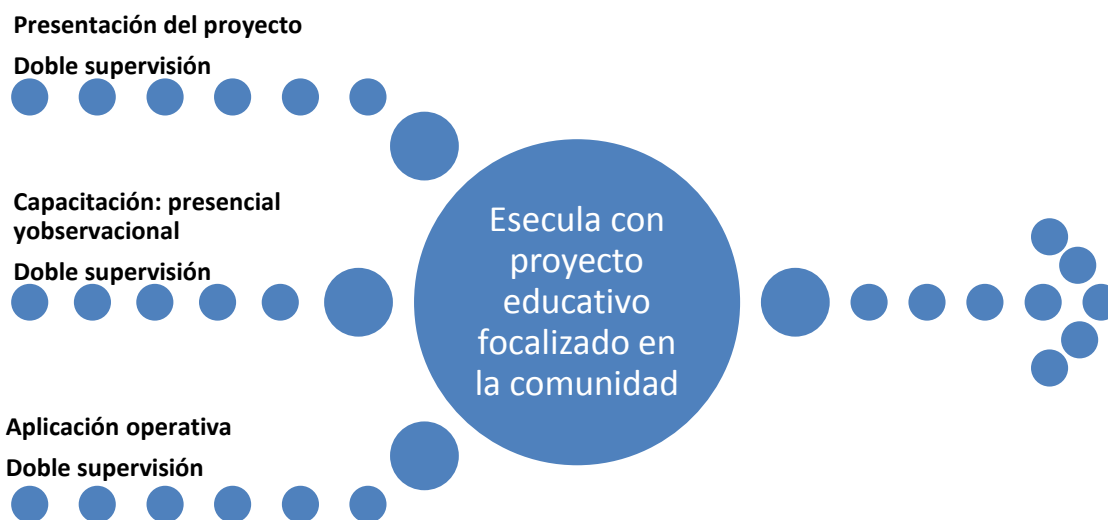 Presentación del proyecto
Doble supervisión
Capacitación: presencial
yobservacional
Doble supervisión
Aplicación operativa
Doble supervisión
Esecula con
proyecto
educativo
focalizado en
la comunidad